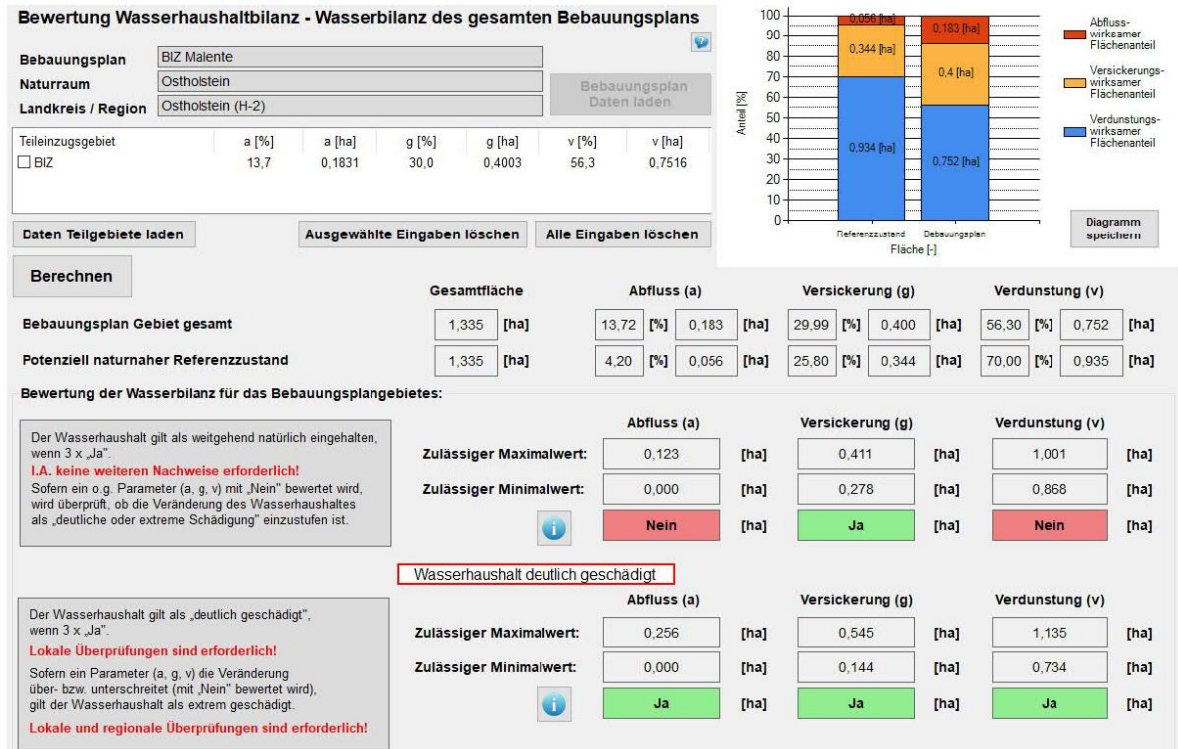 Bewertung Wasserhaushaltbilanz - Wasserbilanz des gesamten Bebauungsplans
Bebauungsplan BIZ Malente
Naturraum Ostholstein
Landkreis / Region Ostholstein (H-2)
Bebauungsplan
Daten laden
Teileinzugsgebiet a [%] a [ha] g [%] g [ha] v [%] v [ha]
BIZ 13,7 0,1831 30,0 0,4003 56,3 0,7516
Daten Teilgebiete laden Ausgewählte Eingaben löschen Alle Eingaben löschen
Anteil [%]
100
90
80
70
60
50
40
30
20
10
0
0,056 [ha]
0,344 [ha]
0,934 [ha]
0,183 [ha]
0,4 [ha]
0,752 [ha]
Referenzzustand Bebauungsplan
Fläche [-]
Abfluss-
wirksamer
Flächenanteil
Versickerungs-
wirksamer
Flächenanteil
Verdunstungs-
wirksamer
Flächenanteil
Diagramm
speichern
Berechnen
Gesamtfläche Abfluss (a) Versickerung (g) Verdunstung (v)
Bebauungsplan Gebiet gesamt 1,335 [ha] 13,72 [%] 0,183 [ha] 29,99 [%] 0,400 [ha] 56,30 [%] 0,752 [ha]
Potenziell naturnaher Referenzzustand 1,335 [ha] 4,20 [%] 0,056 [ha] 25,80 [%] 0,344 [ha] 70,00 [%] 0,935 [ha]
Bewertung der Wasserbilanz für das Bebauungsplangebietes:
Der Wasserhaushalt gilt als weitgehend natürlich eingehalten,
wenn 3 x „Ja".
I.A. keine weiteren Nachweise erforderlich!
Sofern ein o.g. Parameter (a, g, v) mit „Nein" bewertet wird,
wird überprüft, ob die Veränderung des Wasserhaushaltes
als „deutliche oder extreme Schädigung" einzustufen ist.
Abfluss (a) Versickerung (g) Verdunstung (v)
Zulässiger Maximalwert: 0,123 [ha] 0,411 [ha] 1,001 [ha]
Zulässiger Minimalwert: 0,000 [ha] 0,278 [ha] 0,868 [ha]
Nein [ha] Ja [ha] Nein [ha]
Wasserhaushalt deutlich geschädigt
Der Wasserhaushalt gilt als „deutlich geschädigt",
wenn 3 x „Ja".
Lokale Überprüfungen sind erforderlich!
Sofern ein Parameter (a, g, v) die Veränderung
über- bzw. unterschreitet (mit „Nein" bewertet wird),
gilt der Wasserhaushalt als extrem geschädigt.
Lokale und regionale Überprüfungen sind erforderlich!
Abfluss (a) Versickerung (g) Verdunstung (v)
Zulässiger Maximalwert: 0,256 [ha] 0,545 [ha] 1,135 [ha]
Zulässiger Minimalwert: 0,000 [ha] 0,144 [ha] 0,734 [ha]
Ja [ha] Ja [ha] Ja [ha]